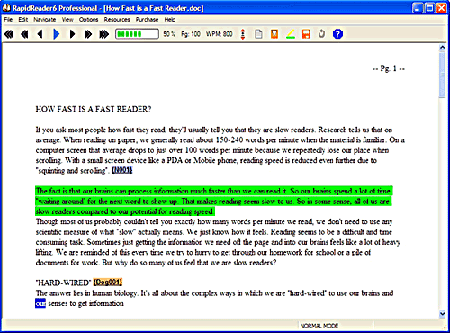 RapidReader6 Professional - [How Fast is a Fast Reader.doc]
File Edit Navigate View Options Resources Purchase Help
50 % Pg: 100 WPM: 800
-- Pg. 1 --
HOW FAST IS A FAST READER?
If you ask most people how fast they read, they'll usually tell you that they are slow readers. Research tells us that on
average. When reading on paper, we generally read about 150-240 words per minute when the material is familiar. On a
computer screen that average drops to just over 100 words per minute because we repeatedly lose our place when
scrolling. With a small screen device like a PDA or Mobile phone, reading speed is reduced even further due to
"squinting and scrolling".
The fact is that our brains can process information much faster than we can read it. So our brains spend a lot of time
"waiting around" for the next word to show up. That makes reading seem slow to us. So in some sense, all of us are
slow readers compared to our potential for reading speed.
Though most of us probably couldn't tell you exactly how many words per minute we read, we don't need to use any
scientific measure of what "slow" actually means. We just know how it feels. Reading seems to be a difficult and time
consuming task. Sometimes just getting the information we need off the page and into our brains feels like a lot of heavy
lifting. We are reminded of this every time we try to hurry to get through our homework for school or a pile of
documents for work. But why do so many of us feel that we are slow readers?
"HARD-WIRED"
The answer lies in human biology. It's all about the complex ways in which we are "hard-wired" to use our brains and
our senses to get information
NORMAL MODE